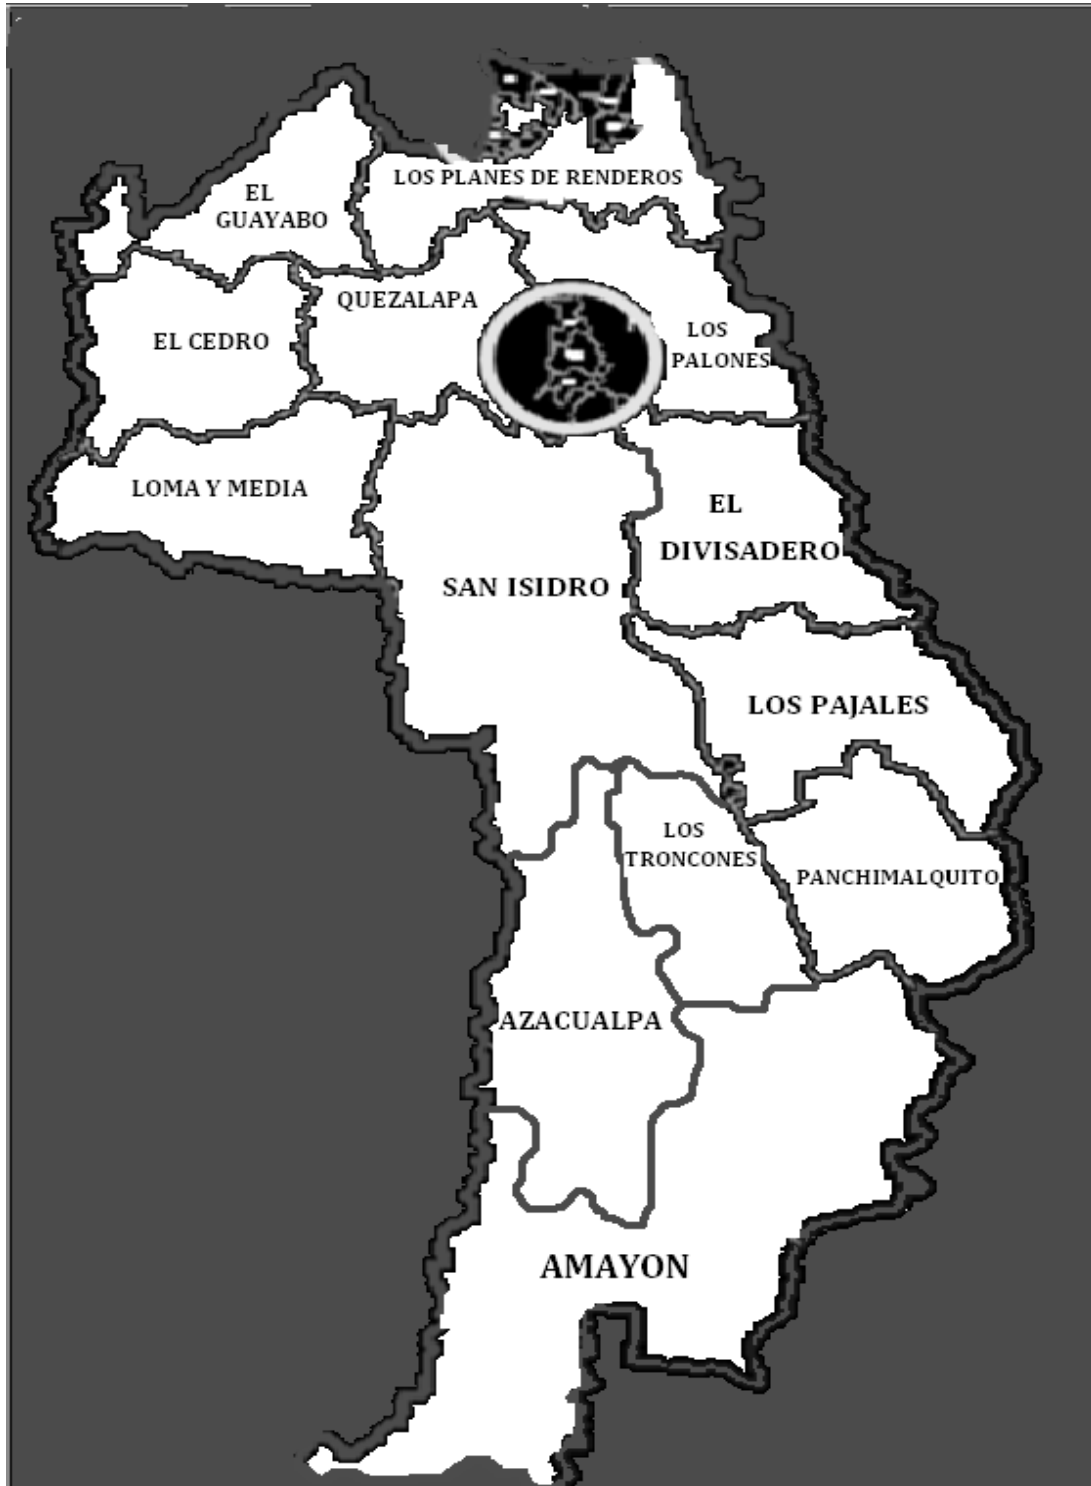 LOS PLANES DE RENDEROS
EL
GUAYABO
QUEZALAPA
EL CEDRO
LOS
PALONES
LOMA Y MEDIA
EL
DIVISADERO
SAN ISIDRO
LOS PAJALES
LOS
TRONCONES
PANCHIMALQUITO
AZACUALPA
AMAYON